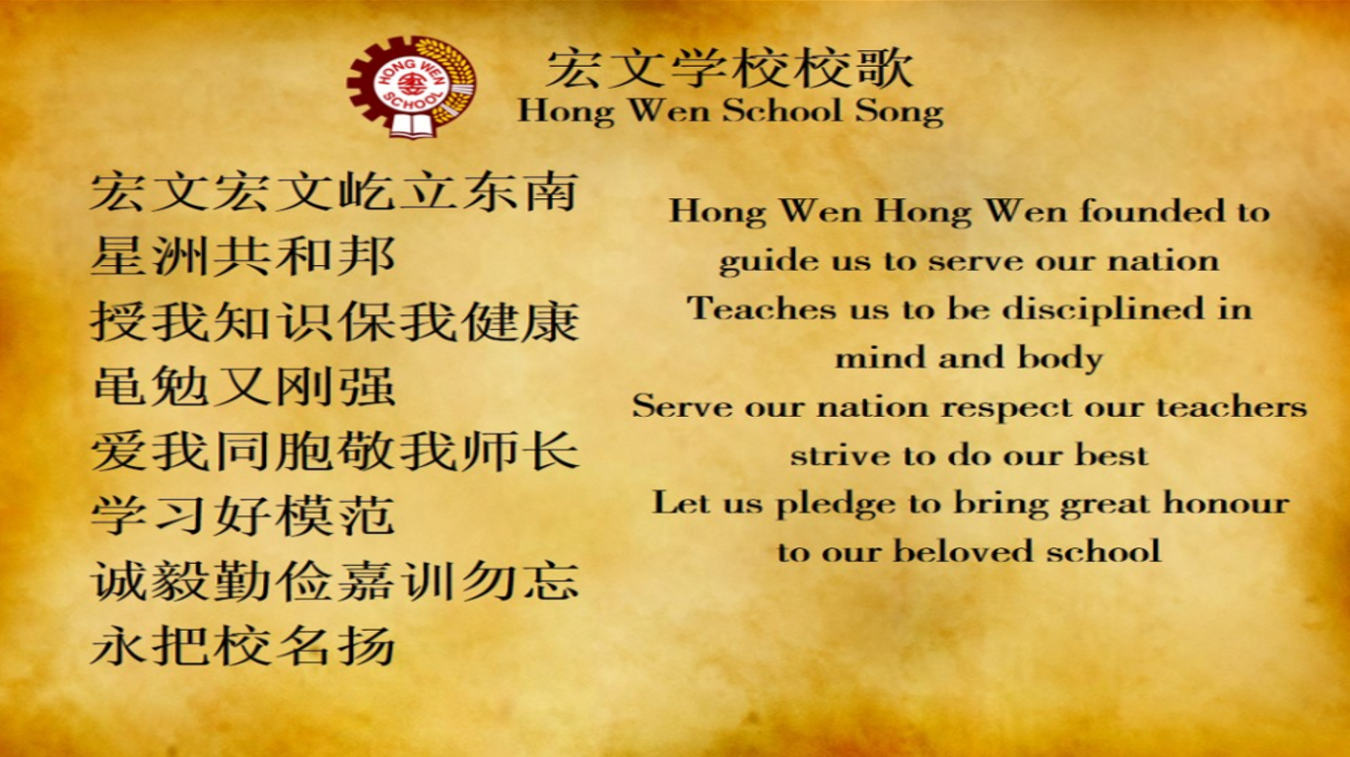 HONG WEN
SCHOOL
宏文学校校歌
Hong Wen School Song
宏文宏文屹立东南
星洲共和邦
授我知识保我健康
黾勉又刚强
爱我同胞敬我师长
学习好模范
诚毅勤俭嘉训勿忘
永把校名扬
Hong Wen Hong Wen founded to
guide us to serve our nation
Teaches us to be disciplined in
mind and body
Serve our nation respect our teachers
strive to do our best
Let us pledge to bring great honour
to our beloved school